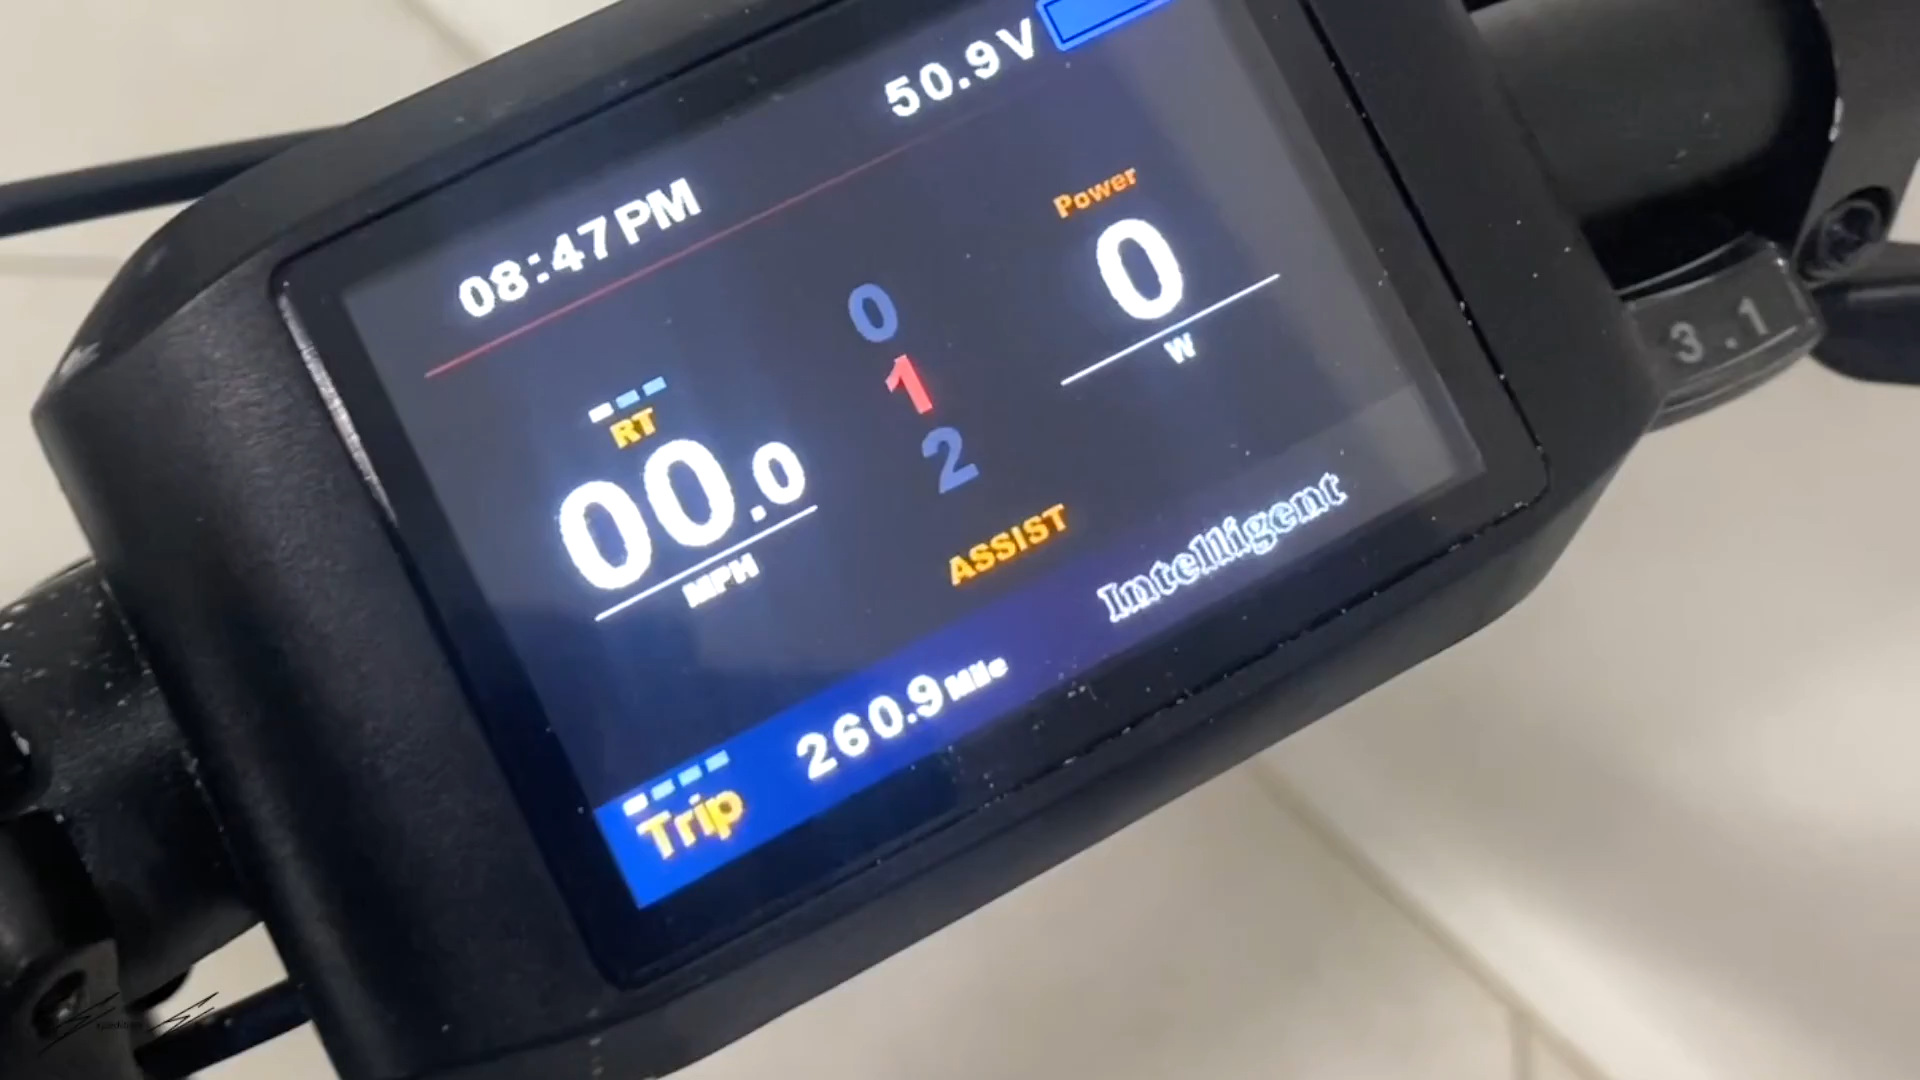 50.9V
08:47PM
Power
0
W
0
1
2
RT
00.0
MPH
ASSIST
Intelligent
260.9Mile
Trip
3.1